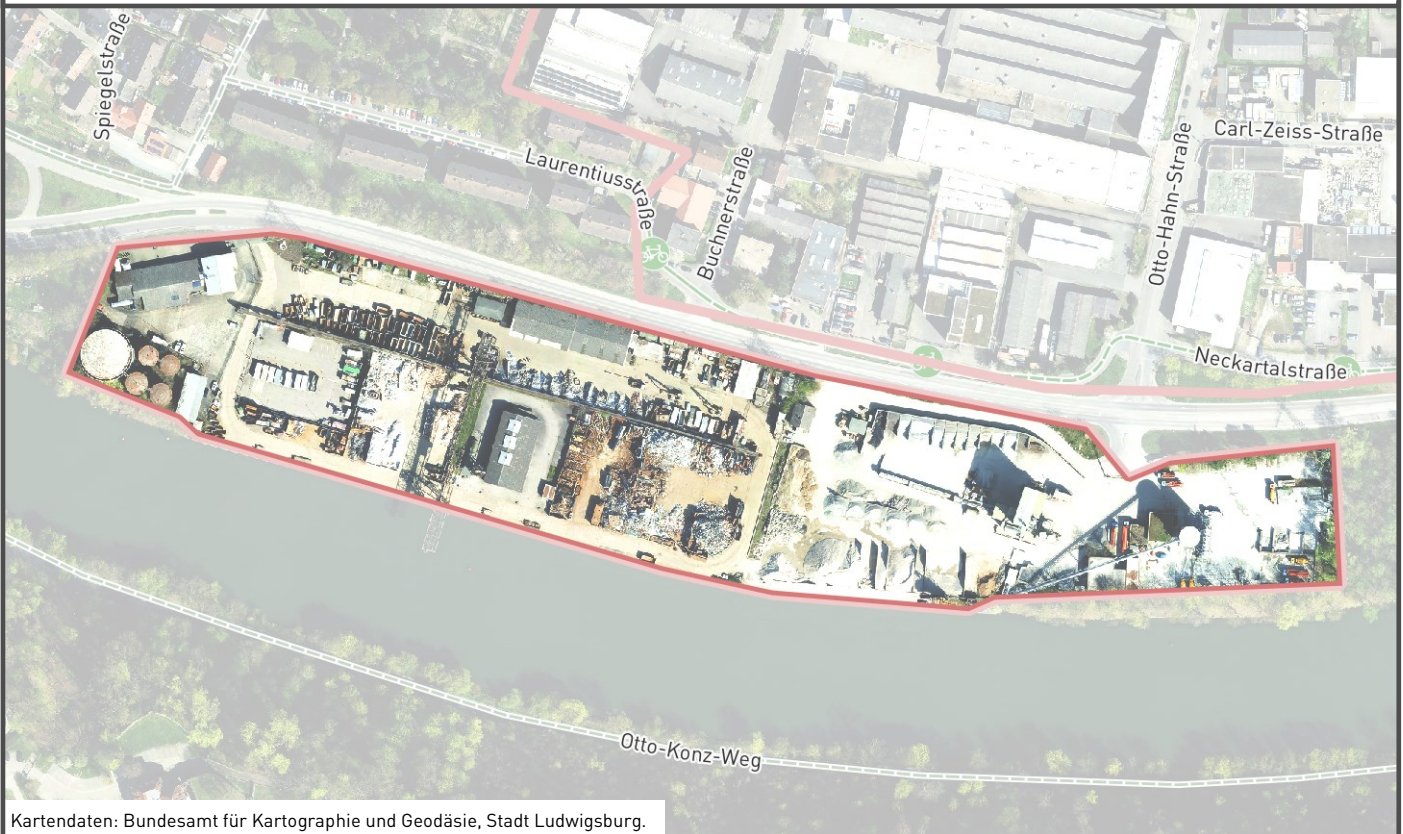 Spiegelstraße
Laurentiusstraße
Buchnerstraße
Otto-Hahn-Straße
Carl-Zeiss-Straße
Neckartalstraße
Otto-Konz-Weg
Kartendaten: Bundesamt für Kartographie und Geodäsie, Stadt Ludwigsburg.